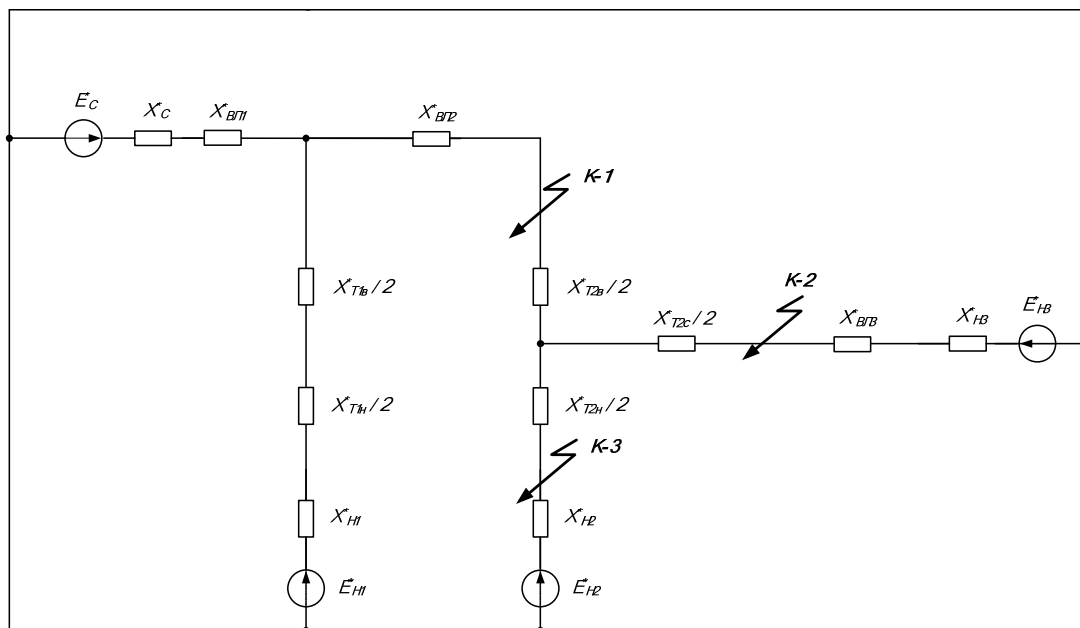 E*C
X*C
X*ВЛ1
X*ВЛ2
К-1
X*Т1в/2
X*Т2в/2
К-2
X*Т2с/2
X*ВЛ3
X*Н3
E*Н3
X*Т1н/2
X*Т2н/2
К-3
X*Н1
X*Н2
E*Н1
E*Н2